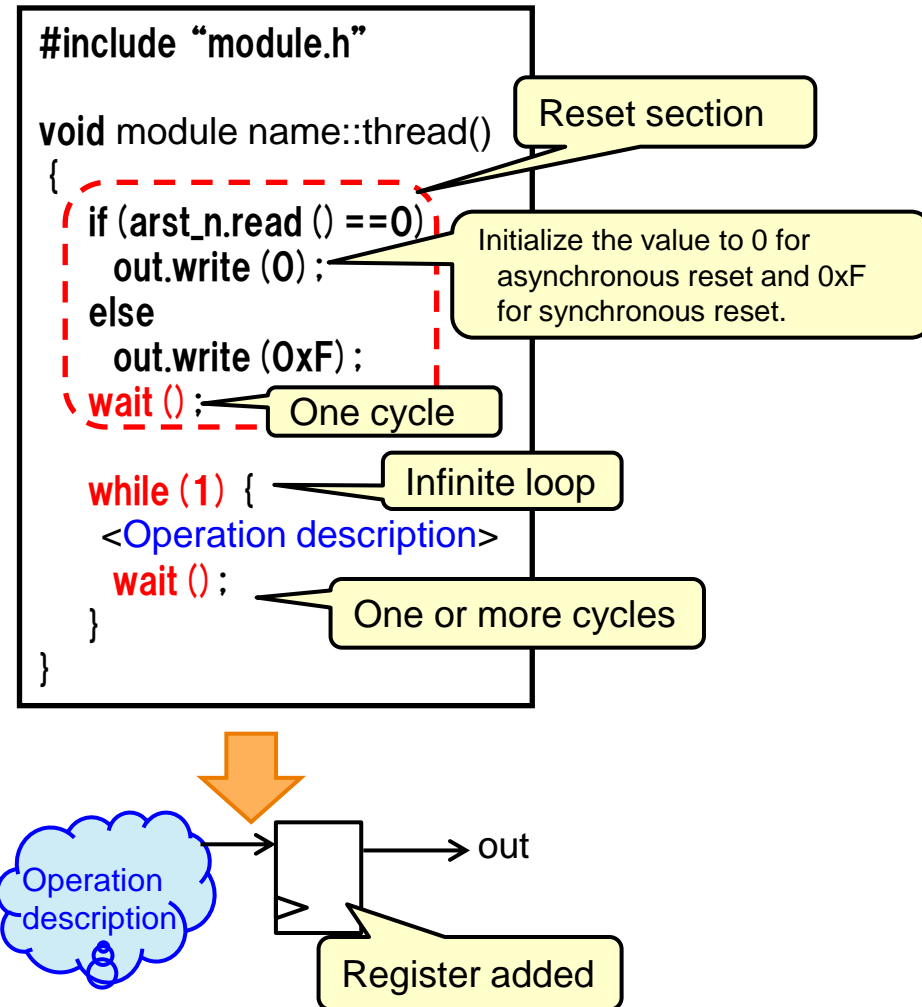 #include “module.h”
void module name::thread()
{
if (arst_n.read () ==0)
out.write (0) ;
else
out.write (0xF) ;
wait () ;
while (1) {
<Operation description>
wait () ;
}
}
Reset section
Initialize the value to 0 for
asynchronous reset and 0xF
for synchronous reset.
One cycle
Infinite loop
One or more cycles
Operation
description
out
Register added